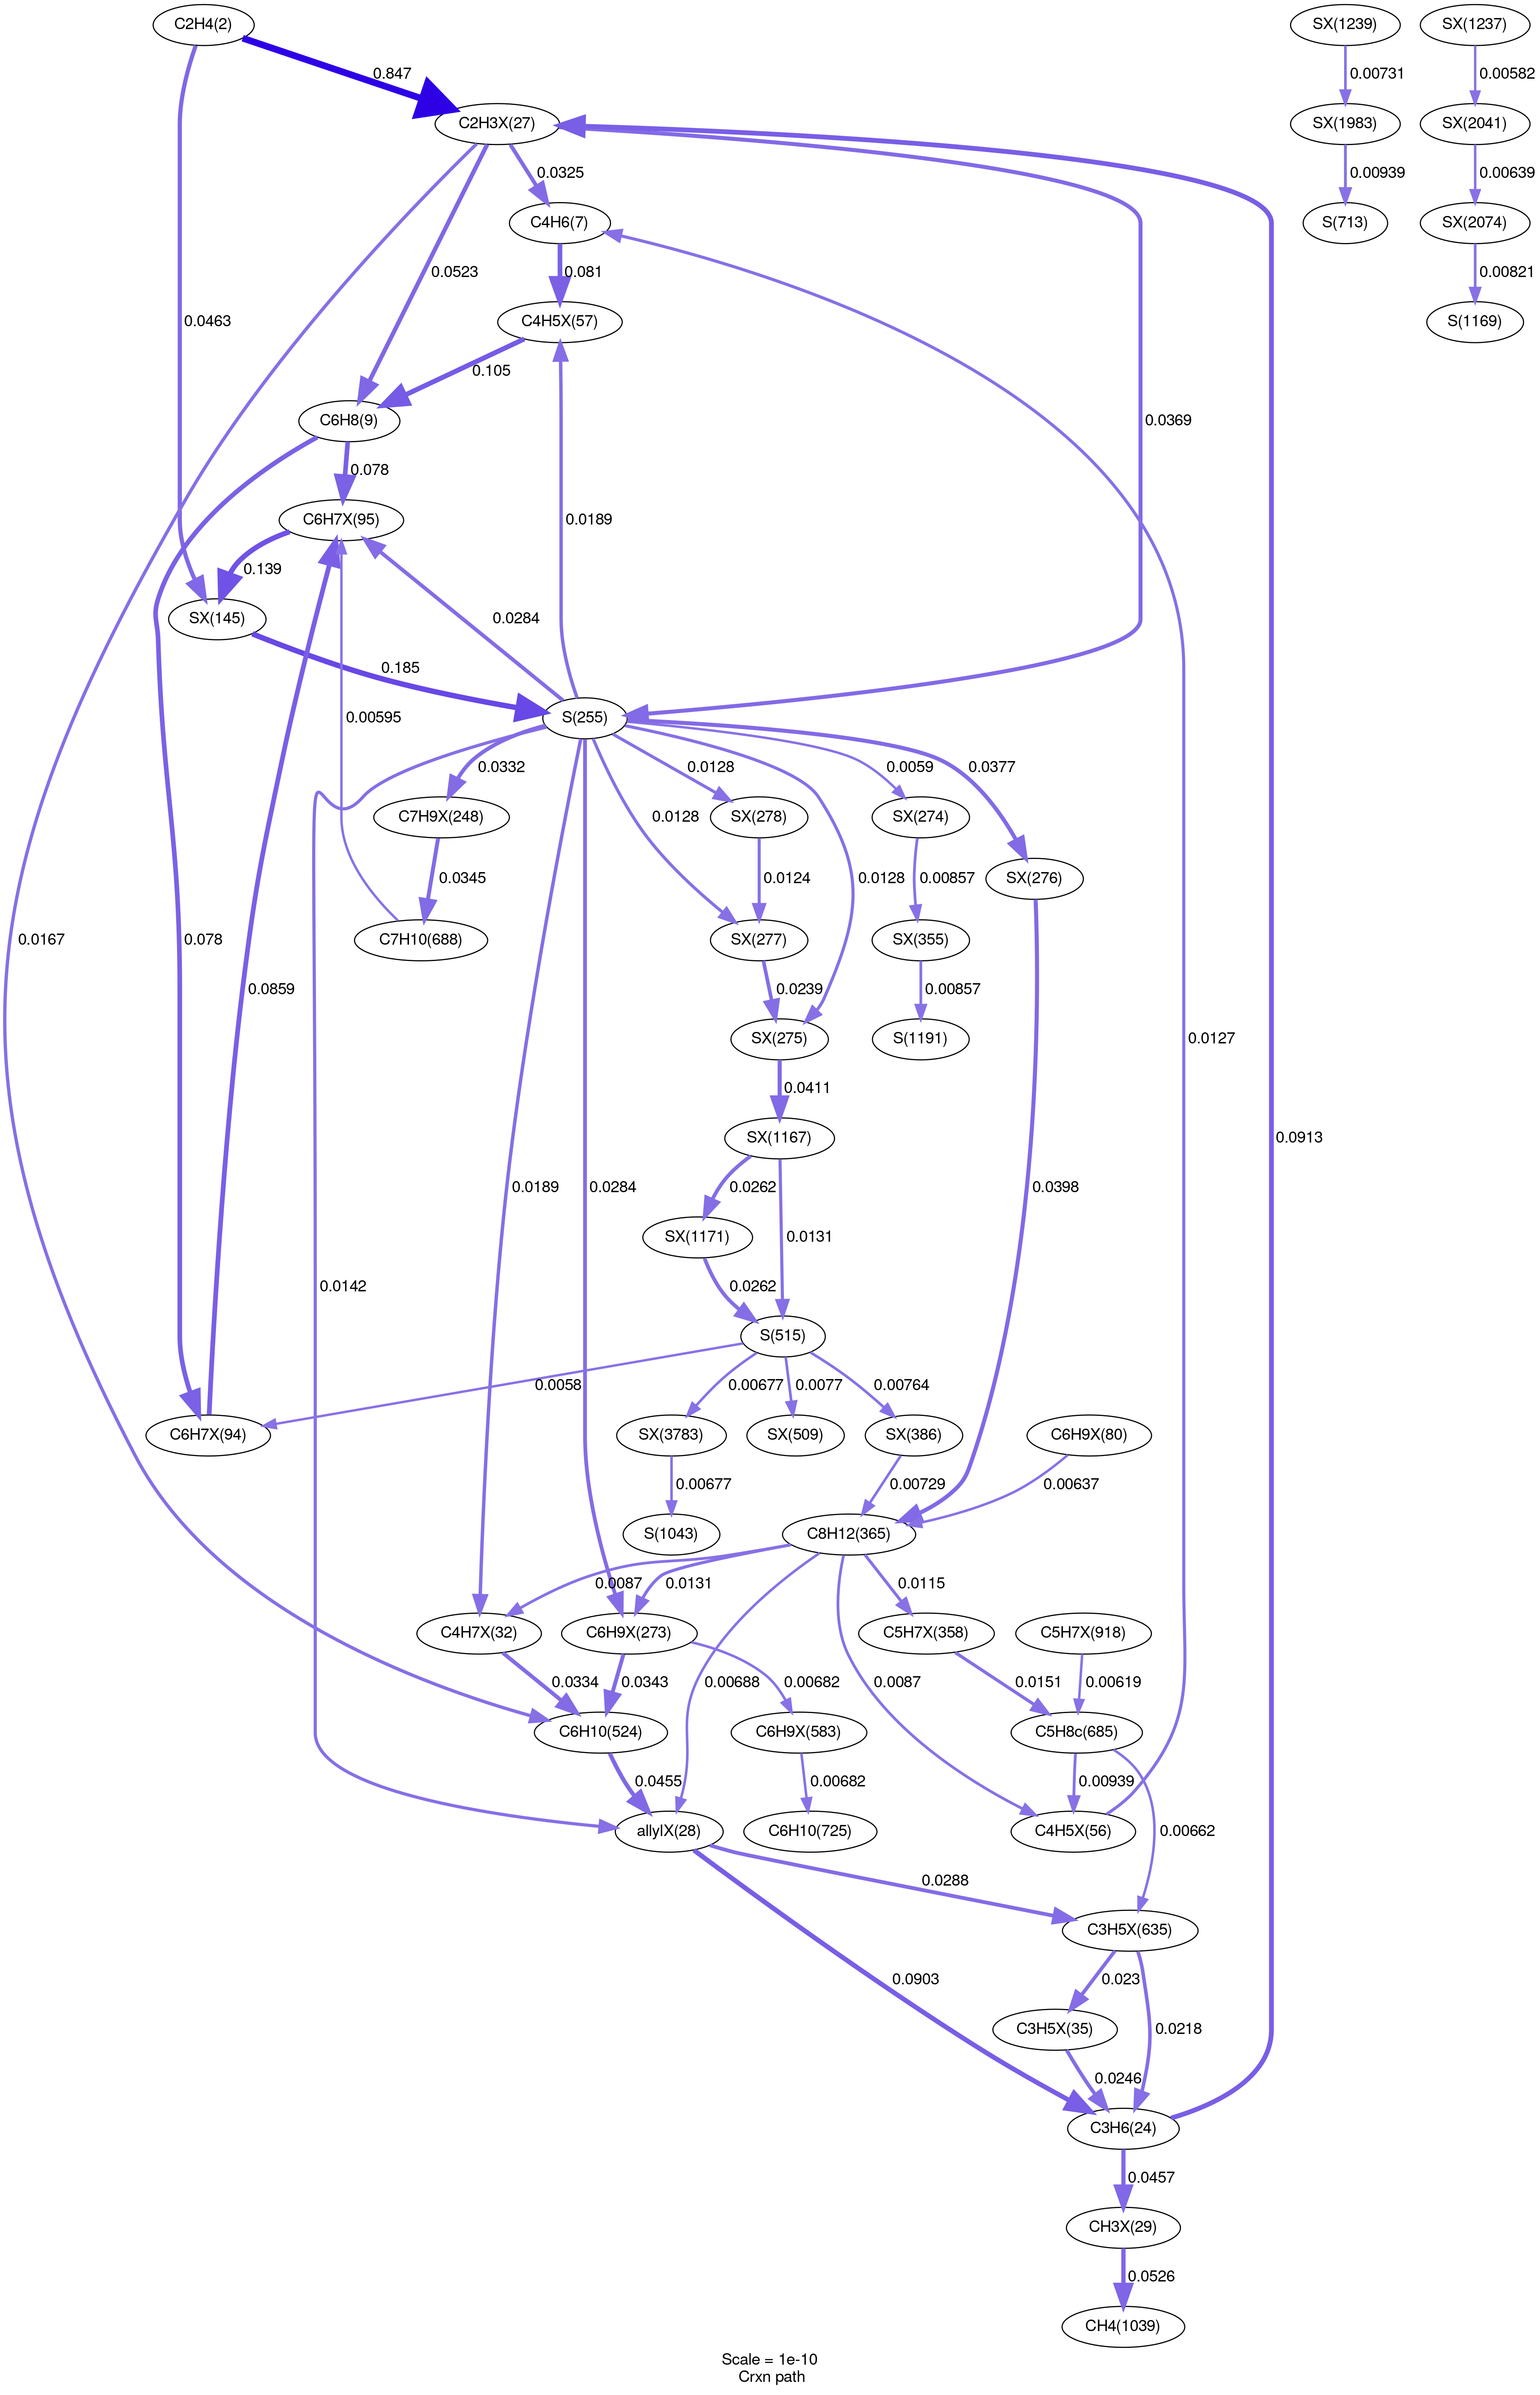 C2H4(2)
SX(1239)
SX(1237)
0.847
0.00731
0.00582
C2H3X(27)
SX(1983)
SX(2041)
0.0325
0.00939
0.00639
C4H6(7)
S(713)
SX(2074)
0.0523
0.081
0.00821
0.0463
C4H5X(57)
S(1169)
0.105
0.0369
C6H8(9)
0.078
C6H7X(95)
0.0189
0.139
0.0284
SX(145)
0.185
0.00595
S(255)
0.0332
0.0128
0.0059
0.0377
C7H9X(248)
0.0128
SX(278)
SX(274)
SX(276)
0.0345
0.0124
0.0128
0.00857
0.0167
0.078
C7H10(688)
SX(277)
SX(355)
0.0859
0.0239
0.00857
SX(275)
S(1191)
0.0127
0.0411
0.0913
SX(1167)
0.0189
0.0284
0.0262
0.0131
0.0398
SX(1171)
0.0142
0.0262
S(515)
0.0058
0.00677
0.0077
0.00764
C6H7X(94)
SX(3783)
SX(509)
SX(386)
C6H9X(80)
0.00677
0.00729
0.00637
S(1043)
C8H12(365)
0.0087
0.0131
0.0115
C4H7X(32)
C6H9X(273)
C5H7X(358)
C5H7X(918)
0.0334
0.0343
0.00688
0.00682
0.0087
0.0151
0.00619
C6H10(524)
C6H9X(583)
C5H8c(685)
0.0455
0.00682
0.00939
allylX(28)
C6H10(725)
C4H5X(56)
0.00662
0.0288
C3H5X(635)
0.0903
0.023
C3H5X(35)
0.0218
0.0246
C3H6(24)
0.0457
CH3X(29)
0.0526
CH4(1039)
Scale = 1e-10
Crxn path